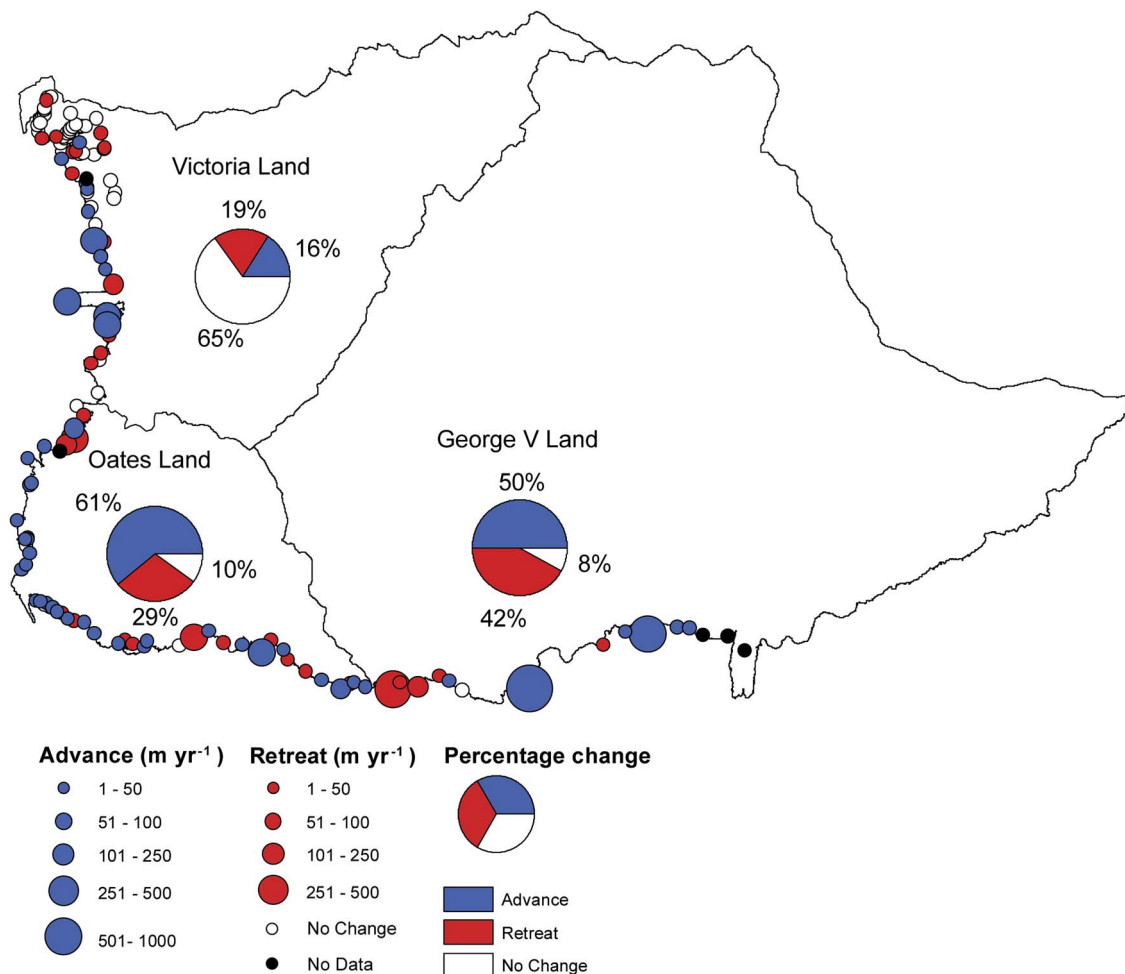 Victoria Land
19%
16%
65%
George V Land
50%
8%
42%
Oates Land
61%
10%
29%
Advance (m yr⁻¹ )
1 - 50
51 - 100
101 - 250
251 - 500
501- 1000
Retreat (m yr⁻¹ )
1 - 50
51 - 100
101 - 250
251 - 500
No Change
No Data
Percentage change
Advance
Retreat
No Change